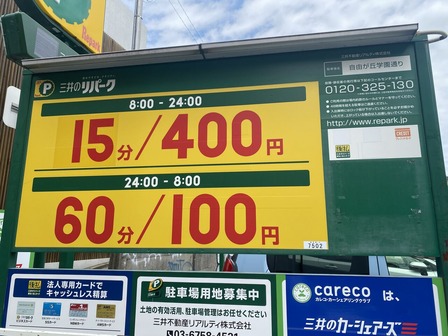 Repark
三井のリパーク
8:00 - 24:00
15分/400円
24:00 - 8:00
60分/100円
7502
自由が丘学園通り
0120-325-130
http://www.repark.jp
法人専用カードで
キャッシュレス精算
駐車場用地募集中
土地の有効活用、駐車場管理はお任せください
三井不動産リアルティ株式会社
careco
カレコ・カーシェアリングクラブ
は、
三井のカーシェアーズ